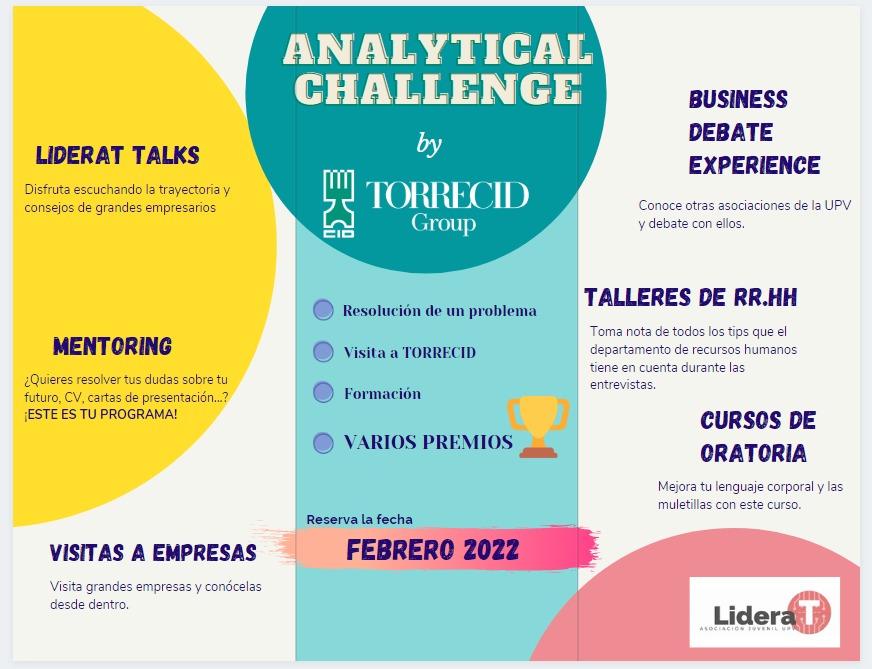 LIDERAT TALKS
Disfruta escuchando la trayectoria y
consejos de grandes empresarios
MENTORING
¿Quieres resolver tus dudas sobre tu
futuro, CV, cartas de presentación...?
¡ESTE ES TU PROGRAMA!
VISITAS A EMPRESAS
Visita grandes empresas y conócelas
desde dentro.
ANALYTICAL
CHALLENGE
by
TORRECID
Group
CID
Resolución de un problema
Visita a TORRECID
Formación
VARIOS PREMIOS
Reserva la fecha
FEBRERO 2022
BUSINESS
DEBATE
EXPERIENCE
Conoce otras asociaciones de la UPV
y debate con ellos.
TALLERES DE RR.HH
Toma nota de todos los tips que el
departamento de recursos humanos
tiene en cuenta durante las
entrevistas.
CURSOS DE
ORATORIA
Mejora tu lenguaje corporal y las
muletillas con este curso.
LideraT
ASOCIACIÓN JUVENIL UPV